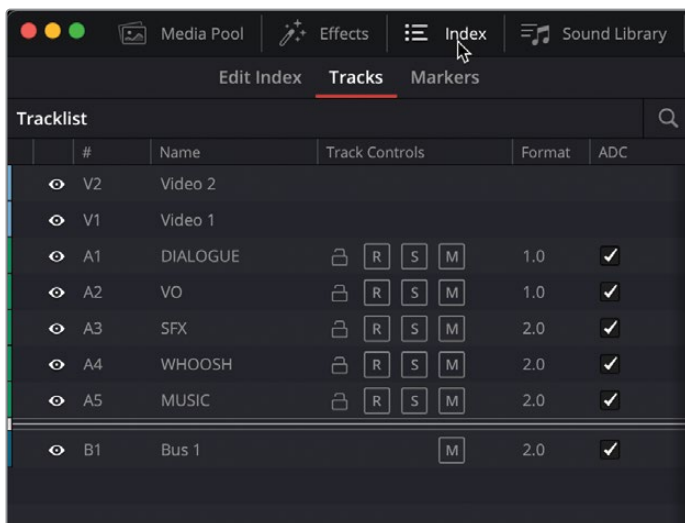 Media Pool Effects Index Sound Library
Edit Index Tracks Markers
Tracklist
# Name Track Controls Format ADC
V2 Video 2
V1 Video 1
A1 DIALOGUE R S M 1.0
A2 VO R S M 1.0
A3 SFX R S M 2.0
A4 WHOOSH R S M 2.0
A5 MUSIC R S M 2.0
B1 Bus 1 M 2.0